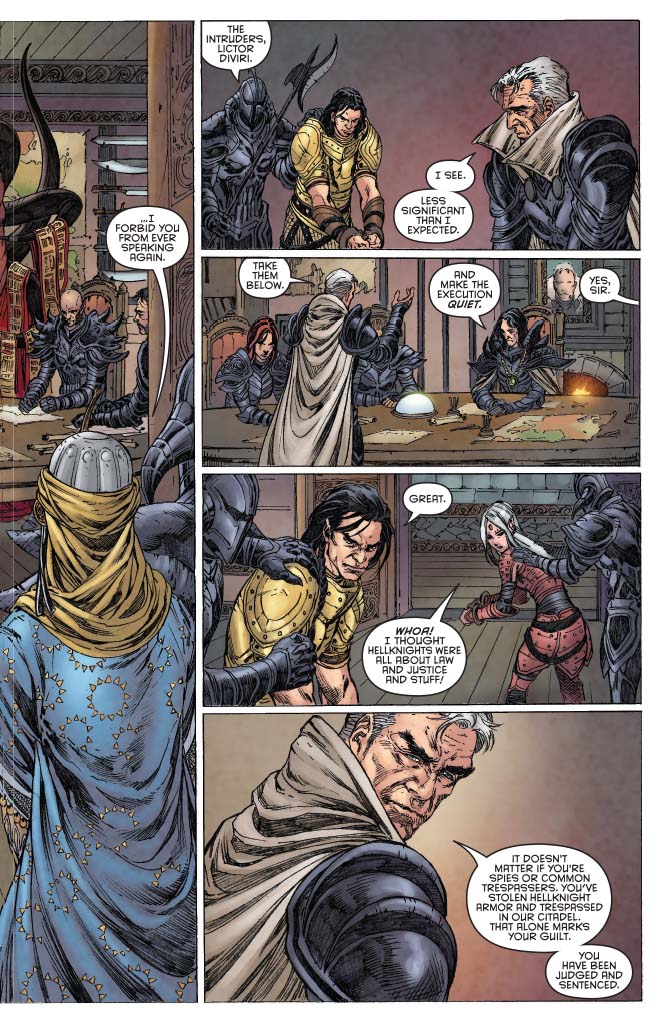 ...I
FORBID YOU
FROM EVER
SPEAKING
AGAIN.
THE
INTRUDERS,
LICTOR
DIVIRI.
I SEE.
LESS
SIGNIFICANT
THAN I
EXPECTED.
TAKE
THEM
BELOW.
AND
MAKE THE
EXECUTION
QUIET.
YES,
SIR.
GREAT.
WHOA!
I THOUGHT
HELLKNIGHTS WERE
ALL ABOUT LAW
AND JUSTICE
AND STUFF!
IT DOESN'T
MATTER IF YOU'RE
SPIES OR COMMON
TRESPASSERS. YOU'VE
STOLEN HELLKNIGHT
ARMOR AND TRESPASSED
IN OUR CITADEL.
THAT ALONE MARKS
YOUR GUILT.
YOU
HAVE BEEN
JUDGED AND
SENTENCED.